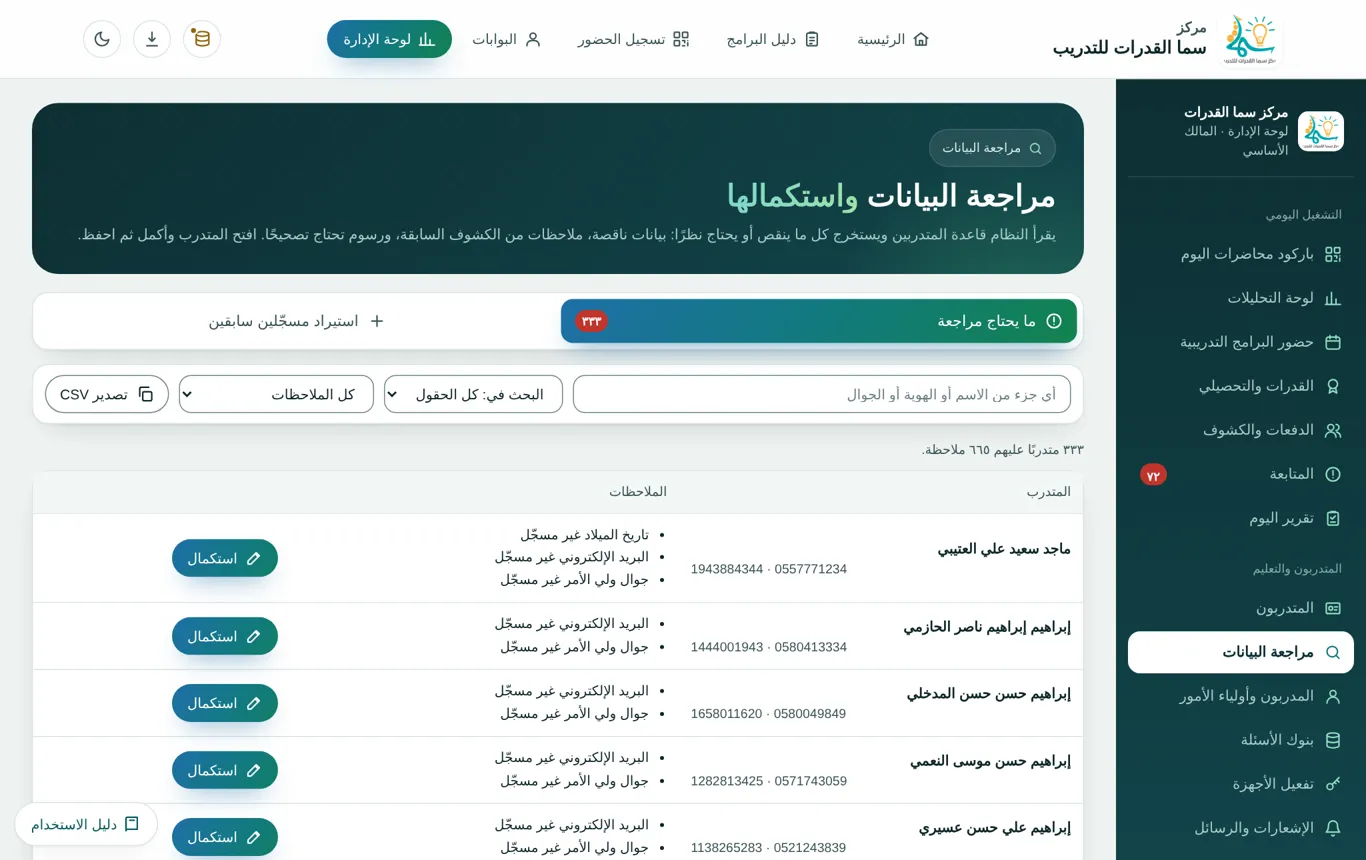 مركز
سما القدرات للتدريب
الرئيسية
دليل البرامج
تسجيل الحضور
البوابات
لوحة الإدارة
مركز سما القدرات
لوحة الإدارة · المالك
الأساسي
التشغيل اليومي
باركود محاضرات اليوم
لوحة التحليلات
حضور البرامج التدريبية
القدرات والتحصيلي
الدفعات والكشوف
المتابعة
٧٢
تقرير اليوم
المتدربون والتعليم
المتدربون
مراجعة البيانات
المدربون وأولياء الأمور
بنوك الأسئلة
تفعيل الأجهزة
الإشعارات والرسائل
مراجعة البيانات
مراجعة البيانات واستكمالها
يقرأ النظام قاعدة المتدربين ويستخرج كل ما ينقص أو يحتاج نظرًا: بيانات ناقصة، ملاحظات من الكشوف السابقة، ورسوم تحتاج تصحيحًا. افتح المتدرب وأكمل ثم احفظ.
ما يحتاج مراجعة
٣٣٣
استيراد مسجّلين سابقين
أي جزء من الاسم أو الهوية أو الجوال
البحث في: كل الحقول
كل الملاحظات
تصدير CSV
٣٣٣ متدربًا عليهم ٦٦٥ ملاحظة.
المتدرب
الملاحظات
ماجد سعيد علي العتيبي
1943884344 · 0557771234
• تاريخ الميلاد غير مسجّل
• البريد الإلكتروني غير مسجّل
• جوال ولي الأمر غير مسجّل
استكمال
إبراهيم إبراهيم ناصر الحازمي
1444001943 · 0580413334
• البريد الإلكتروني غير مسجّل
• جوال ولي الأمر غير مسجّل
استكمال
إبراهيم حسن حسن المدخلي
1658011620 · 0580049849
• البريد الإلكتروني غير مسجّل
• جوال ولي الأمر غير مسجّل
استكمال
إبراهيم حسن موسى النعمي
1282813425 · 0571743059
• البريد الإلكتروني غير مسجّل
• جوال ولي الأمر غير مسجّل
استكمال
إبراهيم علي حسن عسيري
1138265283 · 0521243839
• البريد الإلكتروني غير مسجّل
• جوال ولي الأمر غير مسجّل
استكمال
دليل الاستخدام